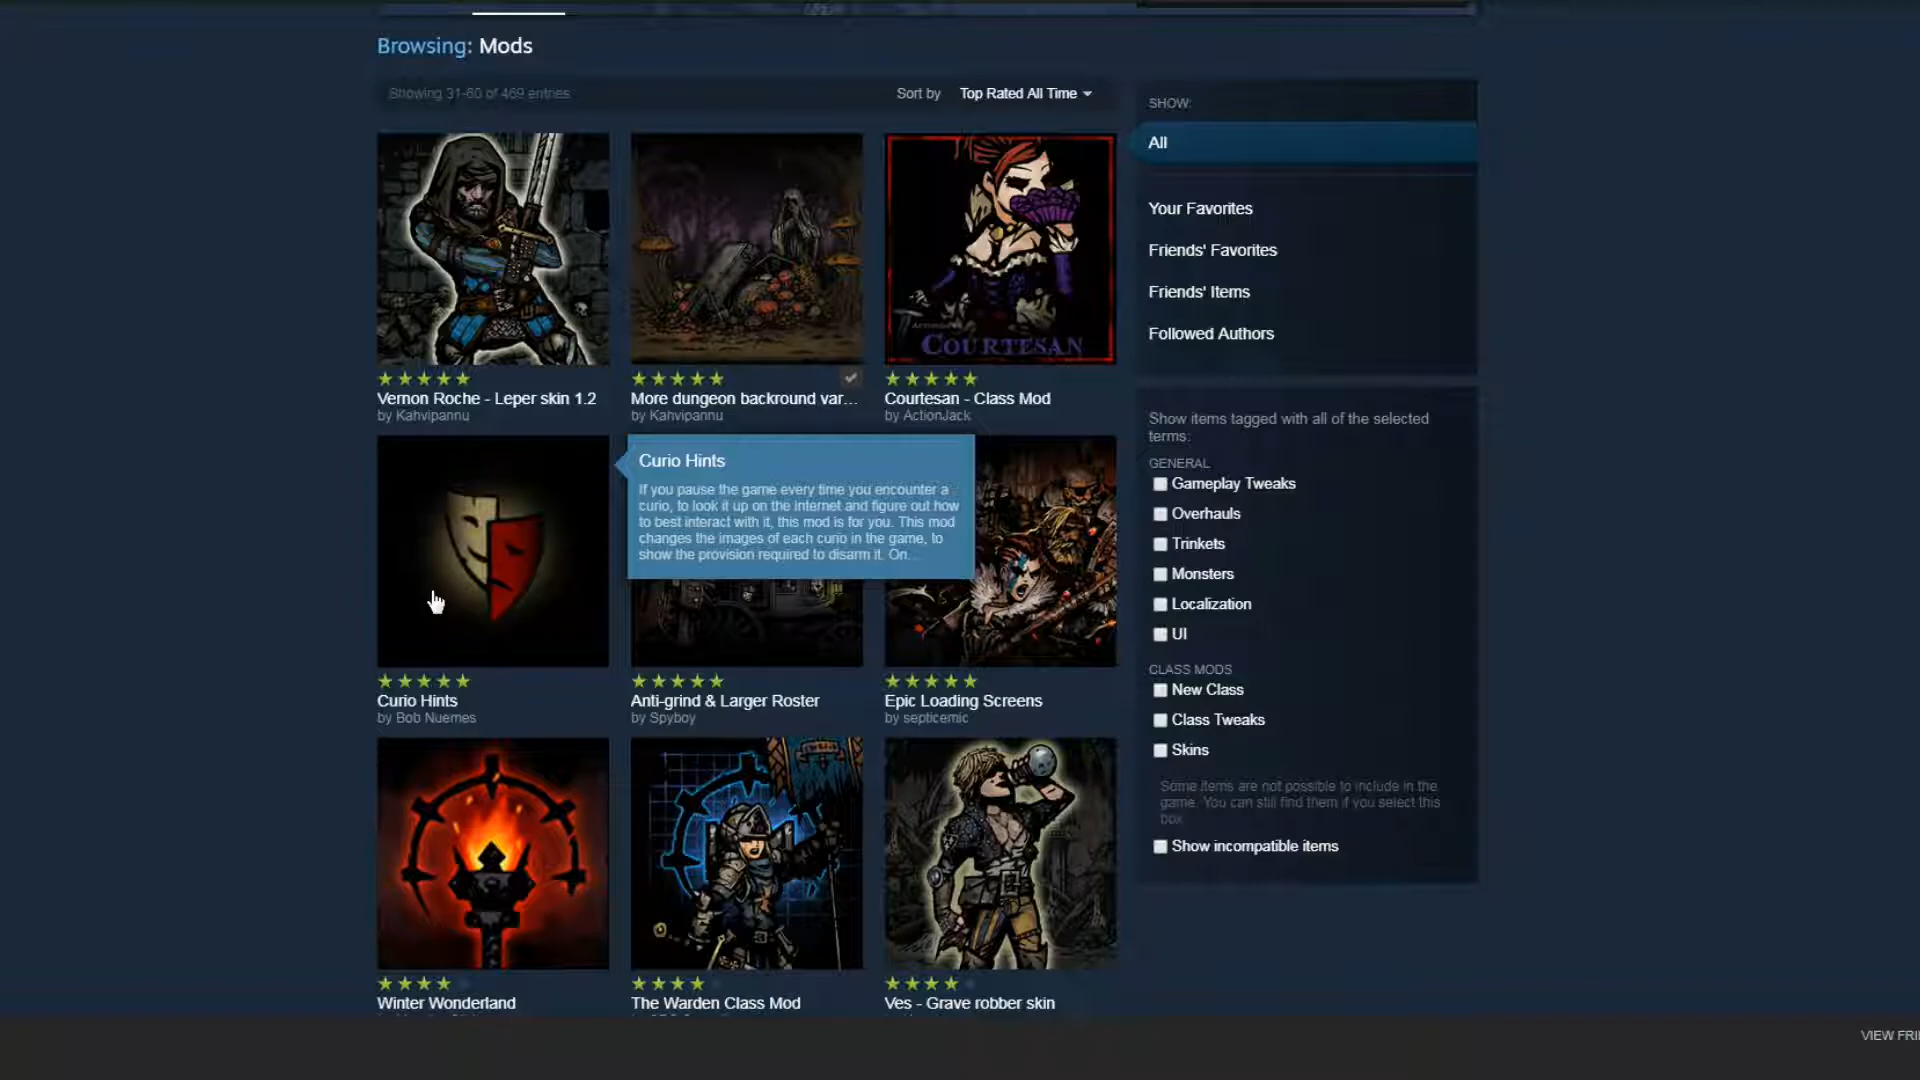 Browsing: Mods
Showing 31-60 of 469 entries
Sort by Top Rated All Time
COURTESAN
Vernon Roche - Leper skin 1.2
by Kahvipannu
More dungeon backround var...
by Kahvipannu
Courtesan - Class Mod
by ActionJack
Curio Hints
If you pause the game every time you encounter a
curio, to look it up on the internet and figure out how
to best interact with it, this mod is for you. This mod
changes the images of each curio in the game, to
show the provision required to disarm it. On...
Curio Hints
by Bob Nuemes
Anti-grind & Larger Roster
by Spyboy
Epic Loading Screens
by septicemic
Winter Wonderland
The Warden Class Mod
Ves - Grave robber skin
SHOW:
All
Your Favorites
Friends' Favorites
Friends' Items
Followed Authors
Show items tagged with all of the selected
terms:
GENERAL
Gameplay Tweaks
Overhauls
Trinkets
Monsters
Localization
UI
CLASS MODS
New Class
Class Tweaks
Skins
Some items are not possible to include in the
game. You can still find them if you select this
box
Show incompatible items
VIEW FRI